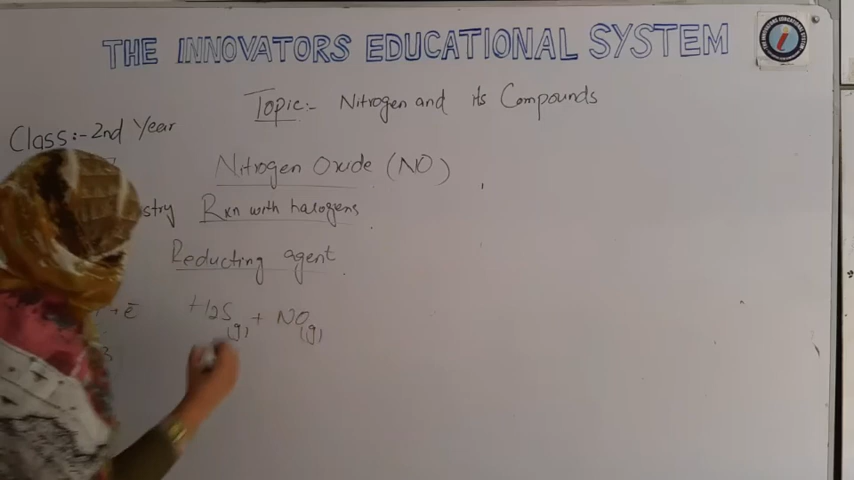 THE INNOVATORS EDUCATIONAL SYSTEM
Topic:- Nitrogen and its Compounds
Class:- 2nd Year
Nitrogen Oxide (NO)
Rxn with halogens
Reducting agent
+ ē
H2S(g) + NO(g)